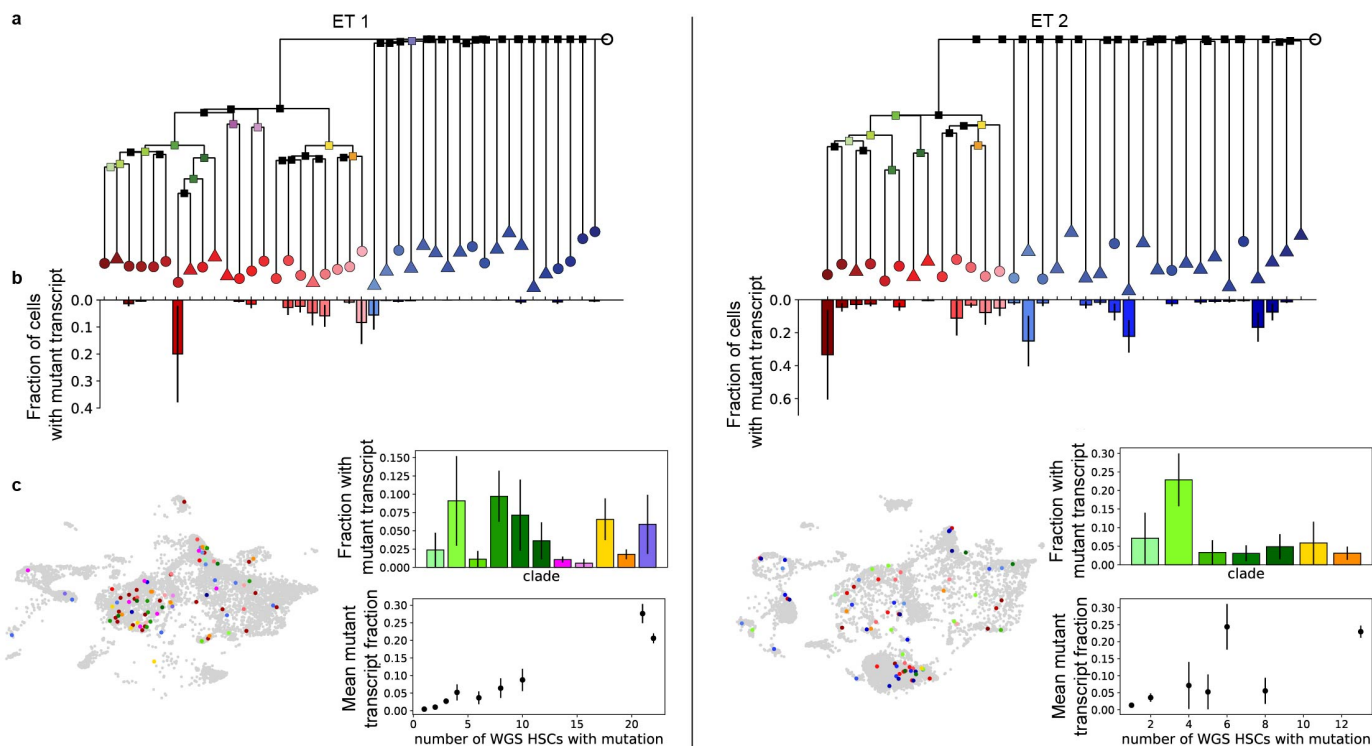 a
ET 1
ET 2
b
Fraction of cells
with mutant transcript
0.0
0.1
0.2
0.3
0.4
Fraction of cells
with mutant transcript
0.0
0.2
0.4
0.6
c
Fraction with
mutant transcript
0.150
0.125
0.100
0.075
0.050
0.025
0.000
clade
Mean mutant
transcript fraction
0.30
0.25
0.20
0.15
0.10
0.05
0.00
0 5 10 15 20
number of WGS HSCs with mutation
Fraction with
mutant transcript
0.30
0.25
0.20
0.15
0.10
0.05
0.00
clade
Mean mutant
transcript fraction
0.30
0.25
0.20
0.15
0.10
0.05
0.00
2 4 6 8 10 12
number of WGS HSCs with mutation